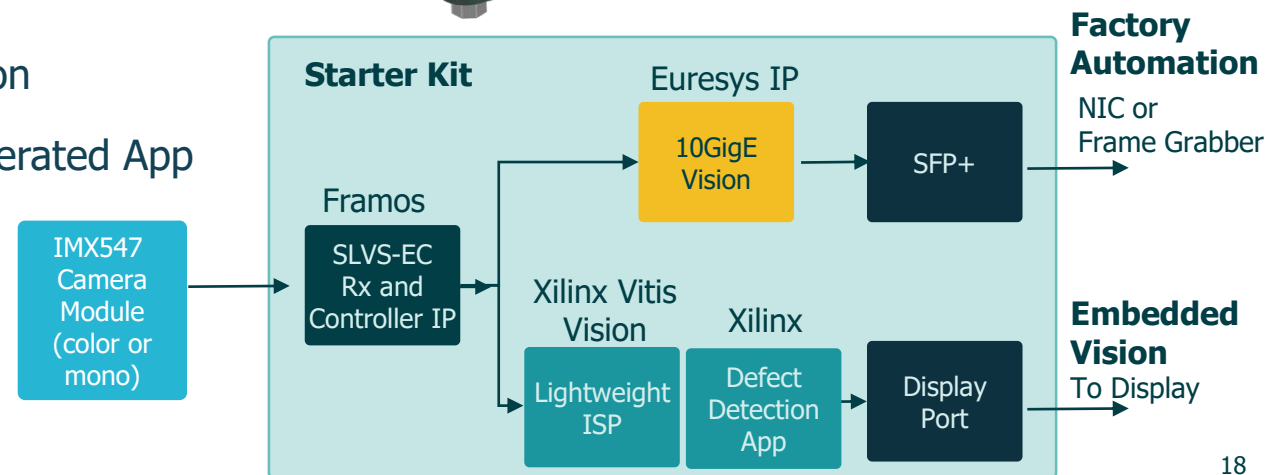 on
erated App
Starter Kit
Euresys IP
10GigE
Vision
SFP+
Factory
Automation
NIC or
Frame Grabber
Framos
SLVS-EC
Rx and
Controller IP
IMX547
Camera
Module
(color or
mono)
Xilinx Vitis
Vision
Xilinx
Lightweight
ISP
Defect
Detection
App
Display
Port
Embedded
Vision
To Display
18